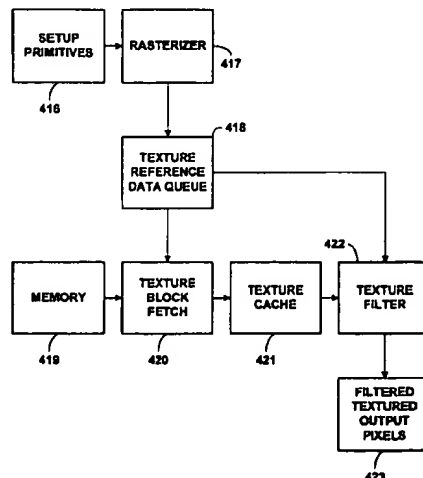 SETUP
PRIMITIVES
RASTERIZER
416
417
418
TEXTURE
REFERENCE
DATA QUEUE
422
MEMORY
TEXTURE
BLOCK
FETCH
TEXTURE
CACHE
TEXTURE
FILTER
419
420
421
FILTERED
TEXTURED
OUTPUT
PIXELS
423